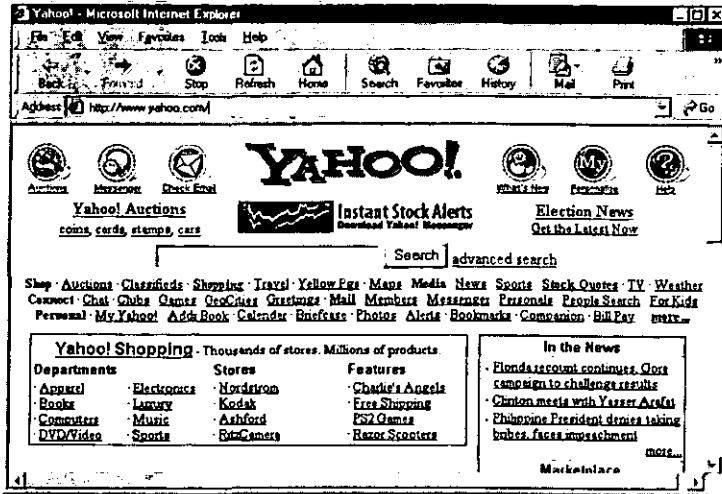 Yahoo! - Microsoft Internet Explorer
File Edit View Favorites Tools Help
Back Forward Stop Refresh Home Search Favorites History Mail Print »
Address http://www.yahoo.com/ Go
YAHOO!
Auctions Messenger Check Email What's New Personalize Help
My
Yahoo! Auctions
coins, cards, stamps, cars
Instant Stock Alerts
Download Yahoo! Messenger
Election News
Get the Latest Now
Search advanced search
Shop · Auctions · Classifieds · Shopping · Travel · Yellow Pgs · Maps Media News Sports Stock Quotes · TV · Weather
Connect · Chat · Clubs Games GeoCities Greetings · Mail Members Messenger Personals People Search For Kids
Personal · My Yahoo! Addr Book · Calendar · Briefcase · Photos Alerts · Bookmarks · Companion · Bill Pay more...
Yahoo! Shopping - Thousands of stores. Millions of products.
Departments Stores Features
· Apparel · Electronics · Nordstrom · Charlie's Angels
· Books · Luxury · Kodak · Free Shipping
· Computers · Music · Ashford PS2 Games
· DVD/Video · Sports · RitzCamera · Razor Scooters
In the News
· Florida recount continues, Gore
campaign to challenge results
· Clinton meets with Yasser Arafat
· Philippine President denies taking
bribes, faces impeachment
more...
Marketplace